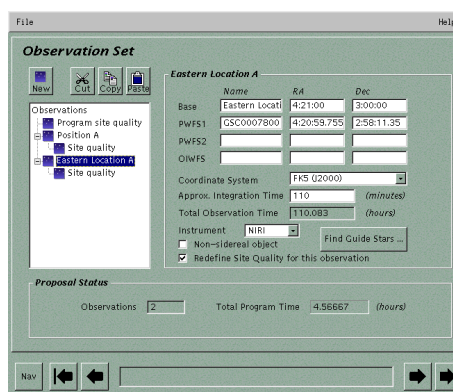 File Help
Observation Set
New Cut Copy Paste
Observations
Program site quality
Position A
Site quality
Eastern Location A
Site quality
Eastern Location A
Name RA Dec
Base Eastern Locati 4:21:00 3:00:00
PWFS1 GSC0007800 4:20:59.755 2:58:11.35
PWFS2
OIWFS
Coordinate System FK5 (J2000)
Approx. Integration Time 110 (minutes)
Total Observation Time 110.083 (hours)
Instrument NIRI
Find Guide Stars ...
Non-sidereal object
Redefine Site Quality for this observation
Proposal Status
Observations 2 Total Program Time 4.56667 (hours)
Nav